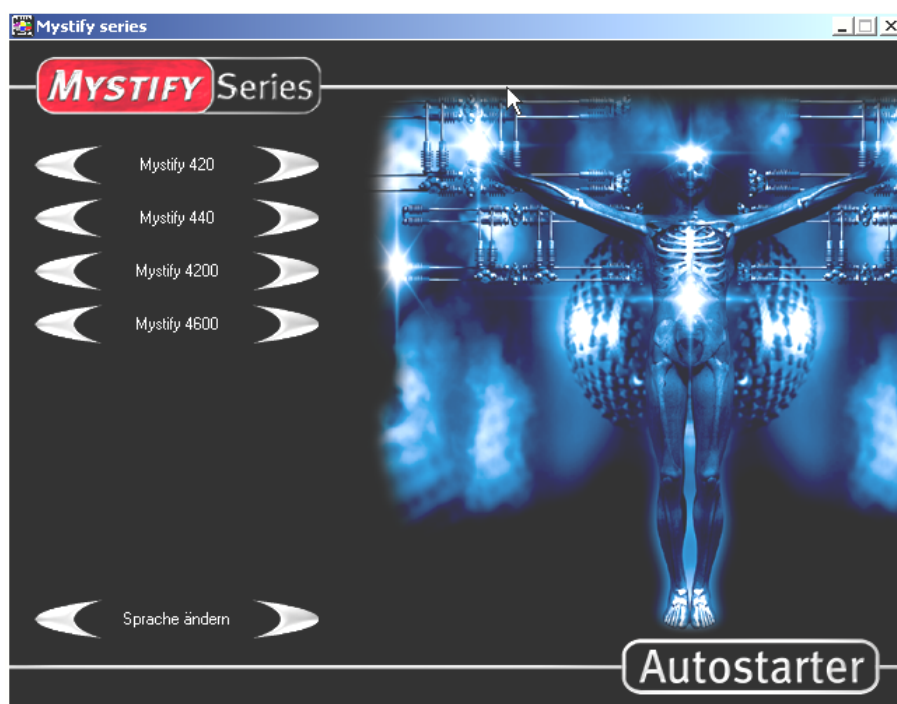 Mystify series
MYSTIFY Series
Mystify 420
Mystify 440
Mystify 4200
Mystify 4600
Sprache ändern
Autostarter